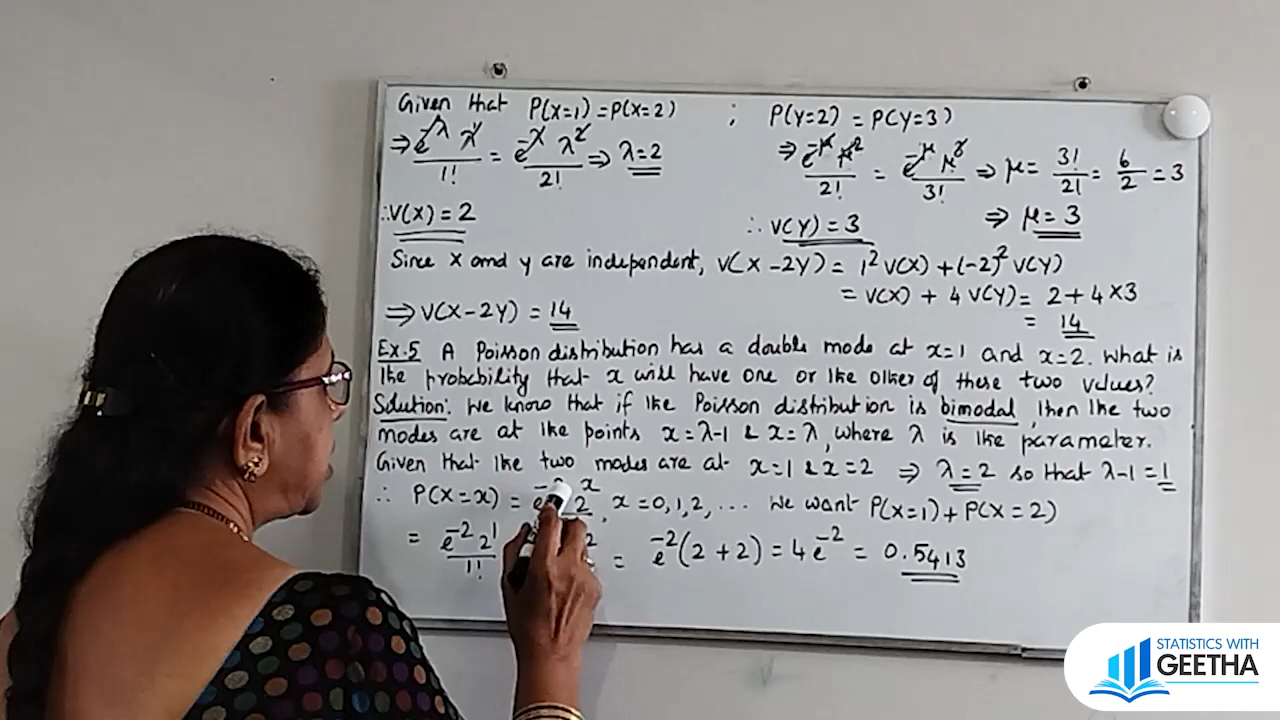 Given that P(X=1)=P(X=2) ; P(Y=2) = P(Y=3)
⇒ e^-λ λ^1 / 1! = e^-λ λ^2 / 2! ⇒ λ=2 ⇒ e^-μ μ^2 / 2! = e^-μ μ^3 / 3! ⇒ μ = 3!/2! = 6/2 = 3
∴ V(X) = 2 ∴ V(Y) = 3 ⇒ μ = 3
Since X and Y are independent, V(X-2Y) = 1^2 V(X) + (-2)^2 V(Y)
= V(X) + 4 V(Y) = 2 + 4×3
⇒ V(X-2Y) = 14 = 14
Ex.5 A Poisson distribution has a double mode at x=1 and x=2. What is
the probability that x will have one or the other of these two values?
Solution: We know that if the Poisson distribution is bimodal, then the two
modes are at the points x=λ-1 & x=λ, where λ is the parameter.
Given that the two modes are at x=1 & x=2 ⇒ λ=2 so that λ-1=1
∴ P(X=x) = e^- 2^x, x=0,1,2,... We want P(X=1)+P(X=2)
= e^-2 2^1 / 1! 2 = e^-2(2+2) = 4e^-2 = 0.5413
STATISTICS WITH
GEETHA